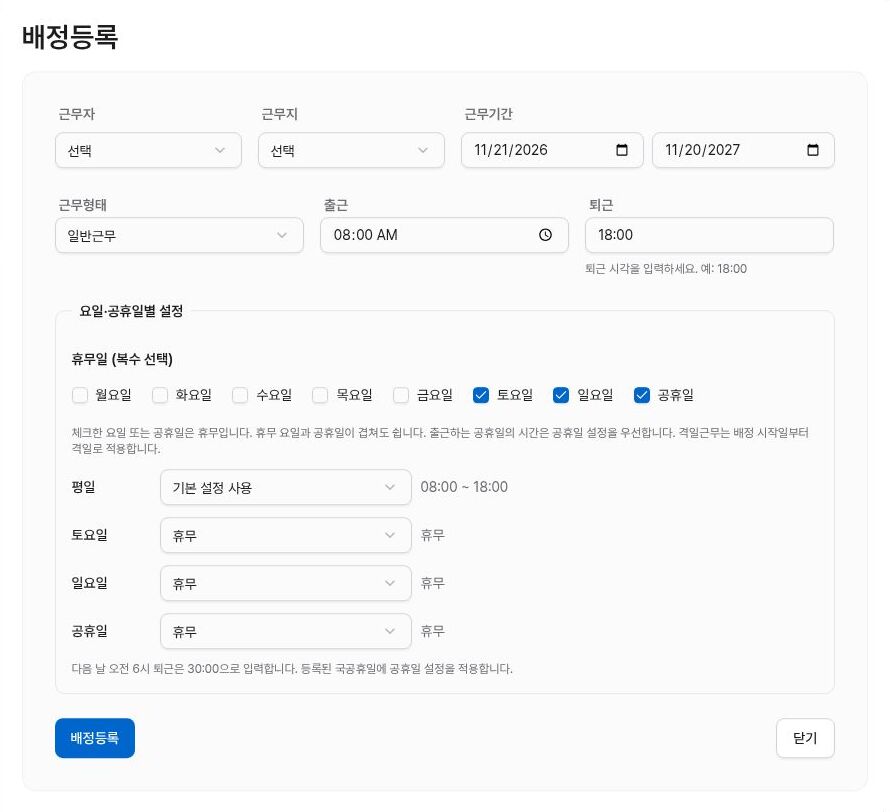 배정등록
근무자 근무지 근무기간
선택 선택 11/21/2026 11/20/2027
근무형태 출근 퇴근
일반근무 08:00 AM 18:00
퇴근 시각을 입력하세요. 예: 18:00
요일·공휴일별 설정
휴무일 (복수 선택)
월요일 화요일 수요일 목요일 금요일 토요일 일요일 공휴일
체크한 요일 또는 공휴일은 휴무입니다. 휴무 요일과 공휴일이 겹쳐도 쉽니다. 출근하는 공휴일의 시간은 공휴일 설정을 우선합니다. 격일근무는 배정 시작일부터
격일로 적용합니다.
평일 기본 설정 사용 08:00 ~ 18:00
토요일 휴무 휴무
일요일 휴무 휴무
공휴일 휴무 휴무
다음 날 오전 6시 퇴근은 30:00으로 입력합니다. 등록된 국공휴일에 공휴일 설정을 적용합니다.
배정등록 닫기